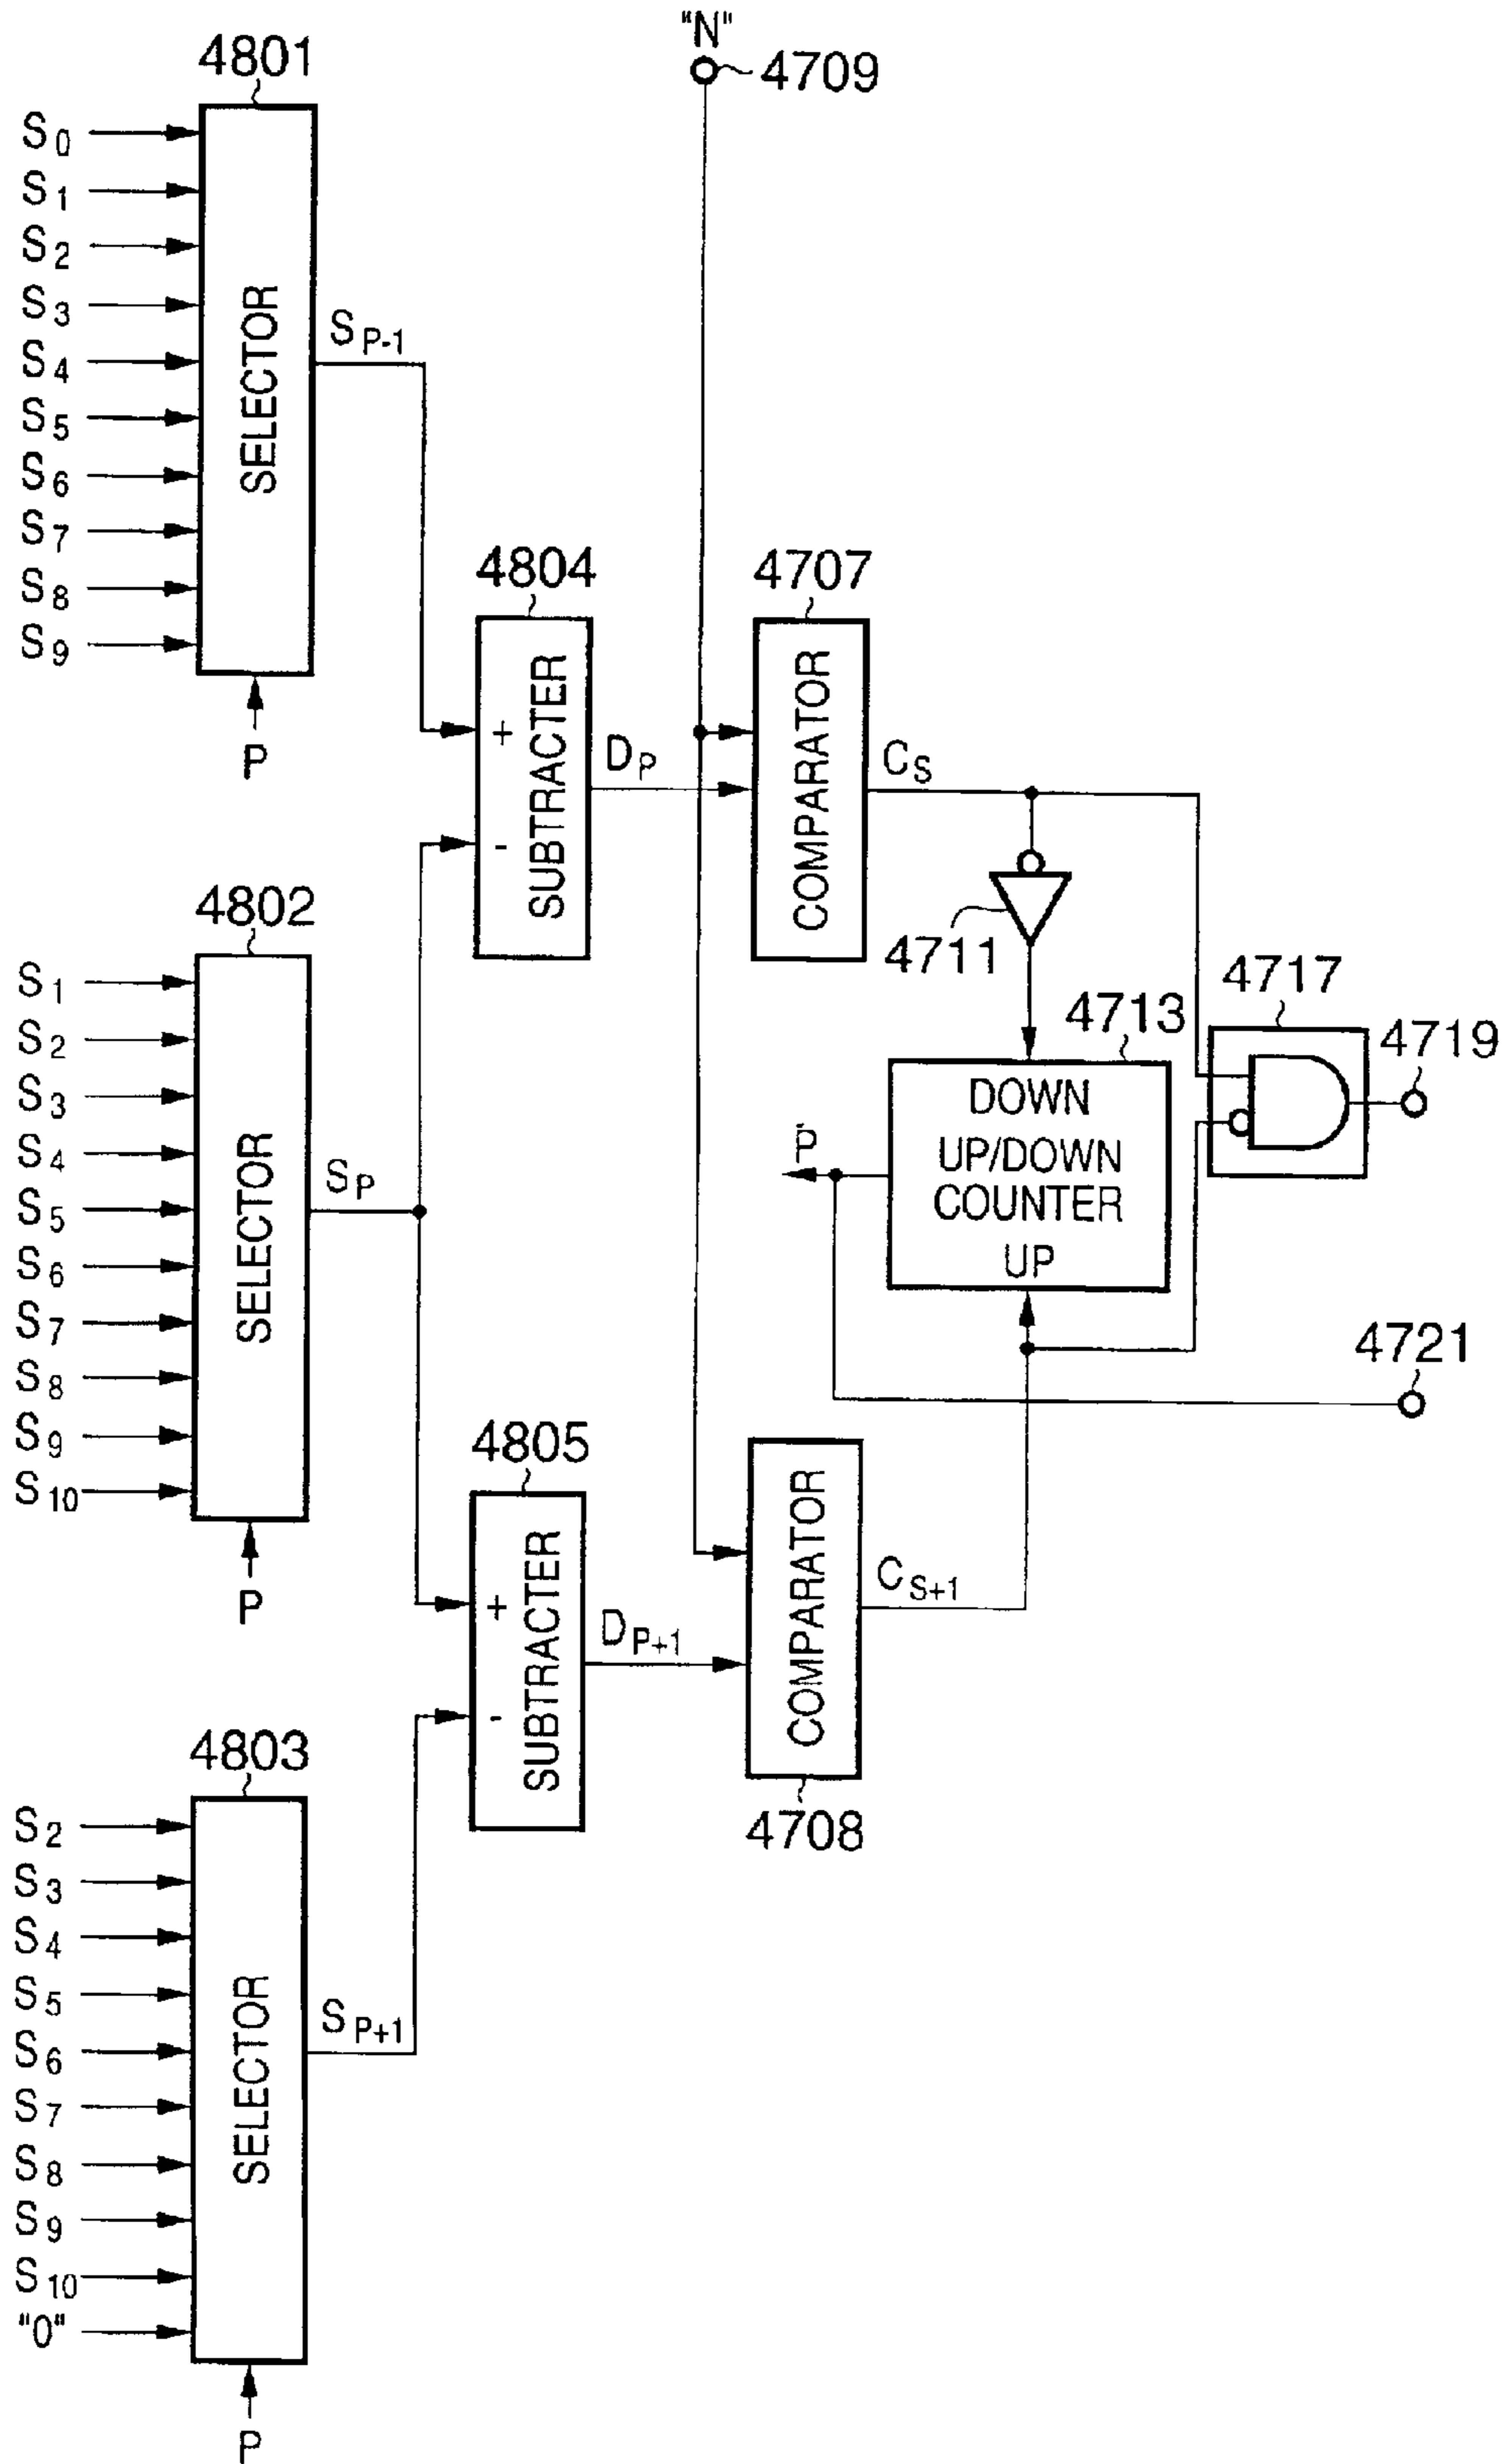 "N"
4709
4801
S0
S1
S2
S3
S4
S5
S6
S7
S8
S9
SELECTOR
P
SP-1
4804
+
-
SUBTRACTER
DP
4707
COMPARATOR
CS
4711
4713
DOWN
UP/DOWN
COUNTER
UP
P
4717
4719
4721
4802
S1
S2
S3
S4
S5
S6
S7
S8
S9
S10
SELECTOR
P
SP
4805
+
-
SUBTRACTER
DP+1
COMPARATOR
4708
CS+1
4803
S2
S3
S4
S5
S6
S7
S8
S9
S10
"0"
SELECTOR
P
SP+1